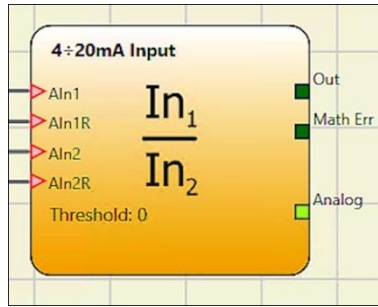 4÷20mA Input
AIn1
AIn1R
AIn2
AIn2R
In₁
In₂
Threshold: 0
Out
Math Err
Analog